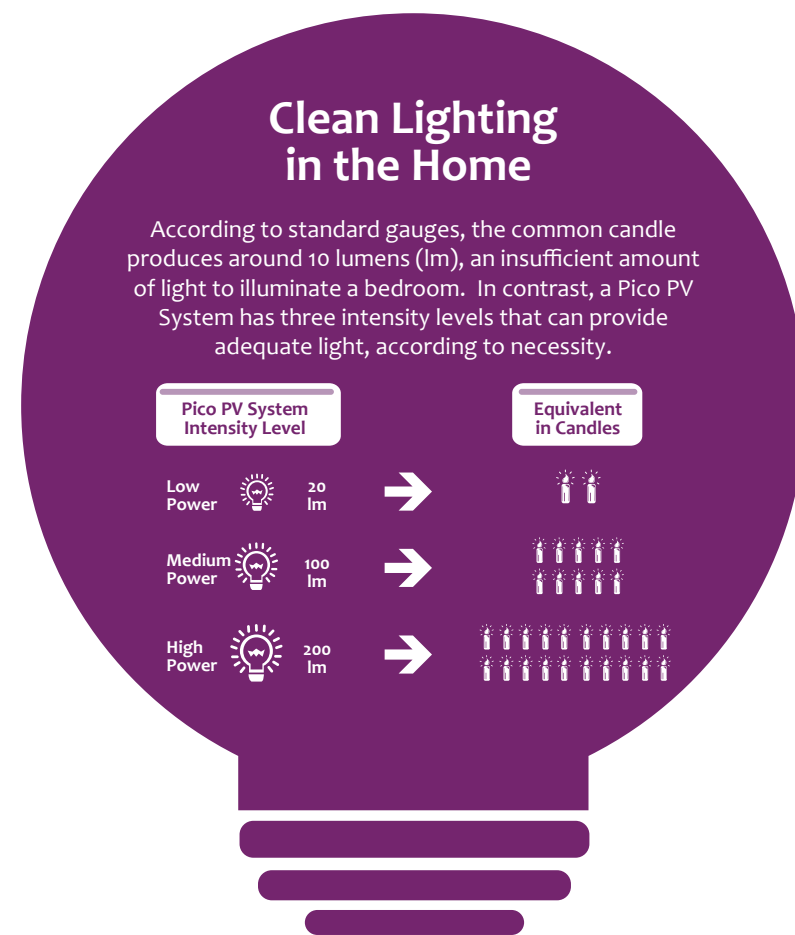 Clean Lighting
in the Home
According to standard gauges, the common candle
produces around 10 lumens (lm), an insufficient amount
of light to illuminate a bedroom.  In contrast, a Pico PV
System has three intensity levels that can provide
adequate light, according to necessity.
Pico PV System
Intensity Level
Equivalent
in Candles
Low
Power
20
lm
Medium
Power
100
lm
High
Power
200
lm